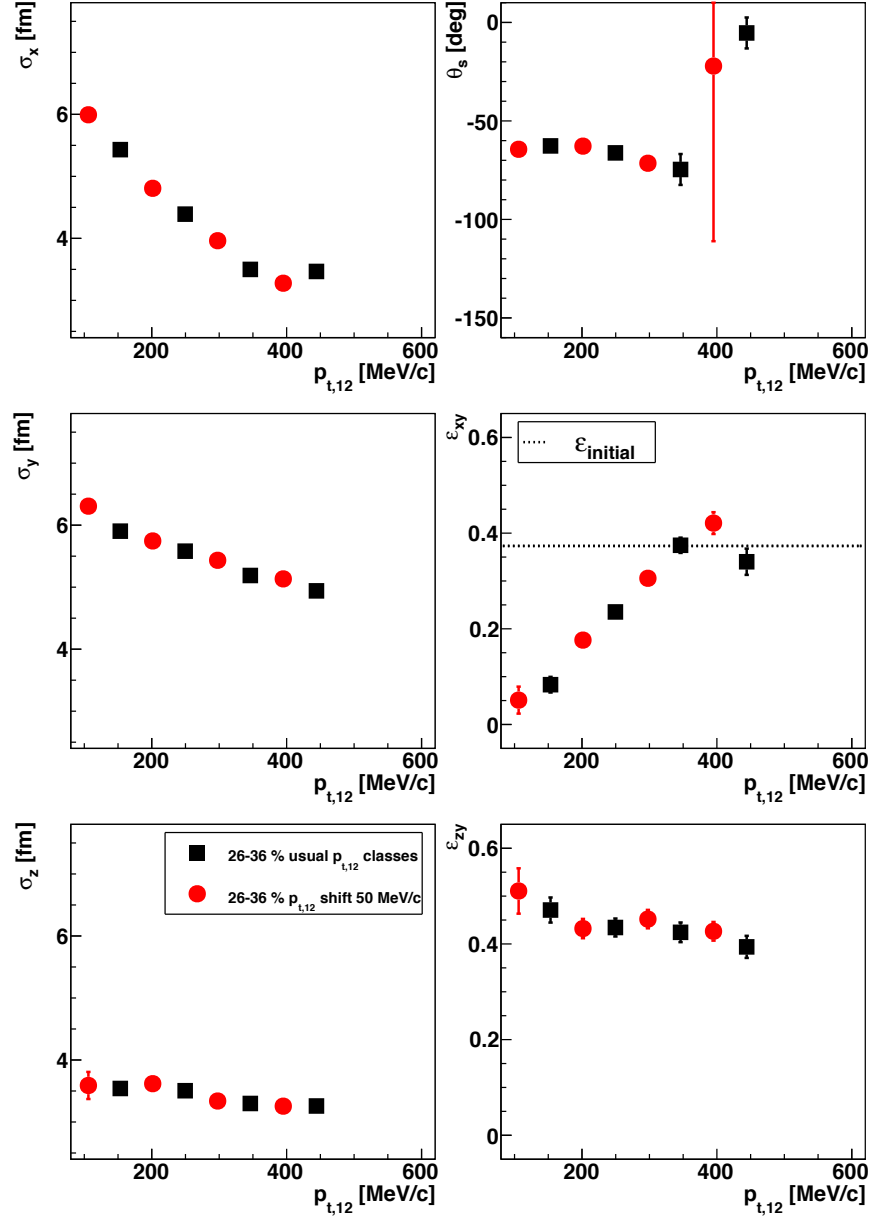 σx [fm]
6
4
200 400 600
pt,12 [MeV/c]
θs [deg]
0
-50
-100
-150
200 400 600
pt,12 [MeV/c]
σy [fm]
6
4
200 400 600
pt,12 [MeV/c]
εxy
0.6
0.4
0.2
0
εinitial
200 400 600
pt,12 [MeV/c]
σz [fm]
6
4
26-36 % usual pt,12 classes
26-36 % pt,12 shift 50 MeV/c
200 400 600
pt,12 [MeV/c]
εzy
0.6
0.4
0.2
0
200 400 600
pt,12 [MeV/c]